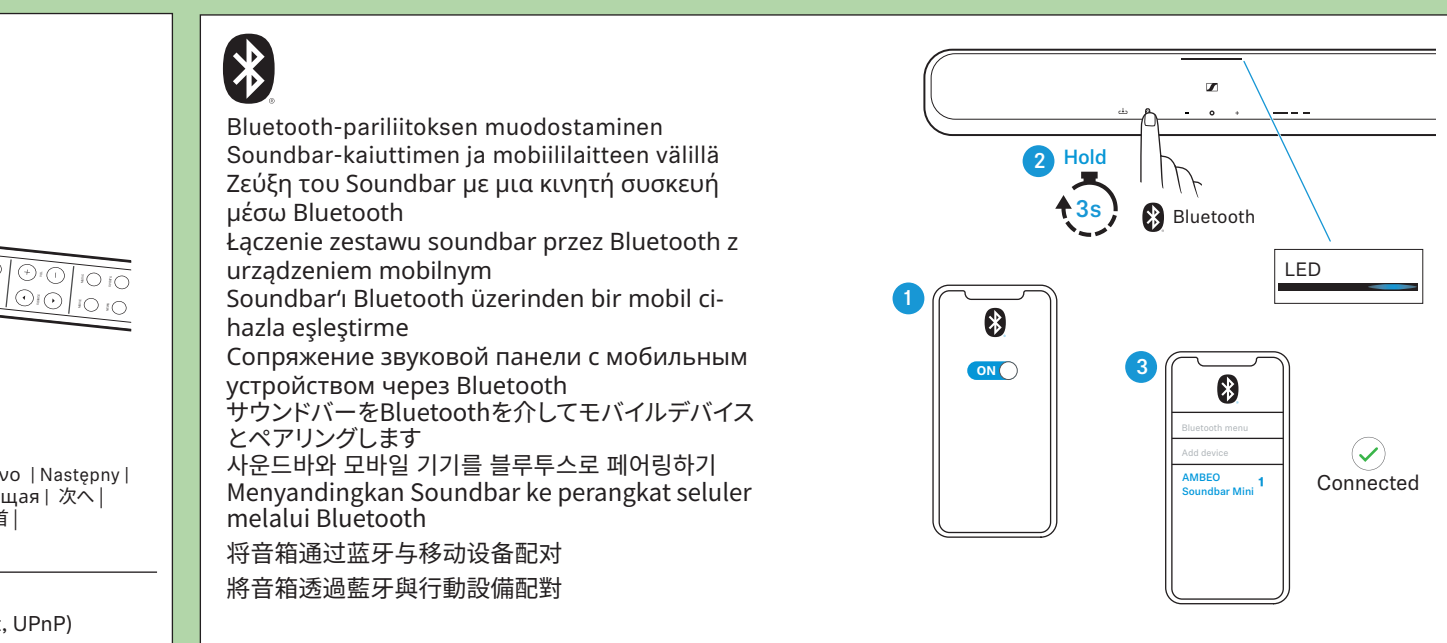 νο | Następny |
щая | 次へ |
首 |
, UPnP)
Bluetooth-pariliitoksen muodostaminen
Soundbar-kaiuttimen ja mobiililaitteen välillä
Ζεύξη του Soundbar με μια κινητή συσκευή
μέσω Bluetooth
Łączenie zestawu soundbar przez Bluetooth z
urządzeniem mobilnym
Soundbar‘ı Bluetooth üzerinden bir mobil ci-
hazla eşleştirme
Сопряжение звуковой панели с мобильным
устройством через Bluetooth
サウンドバーをBluetoothを介してモバイルデバイス
とペアリングします
사운드바와 모바일 기기를 블루투스로 페어링하기
Menyandingkan Soundbar ke perangkat seluler
melalui Bluetooth
将音箱通过蓝牙与移动设备配对
將音箱透過藍牙與行動設備配對
2 Hold
3s
Bluetooth
LED
1
ON
3
Bluetooth menu
Add device
AMBEO
Soundbar Mini 1
Connected